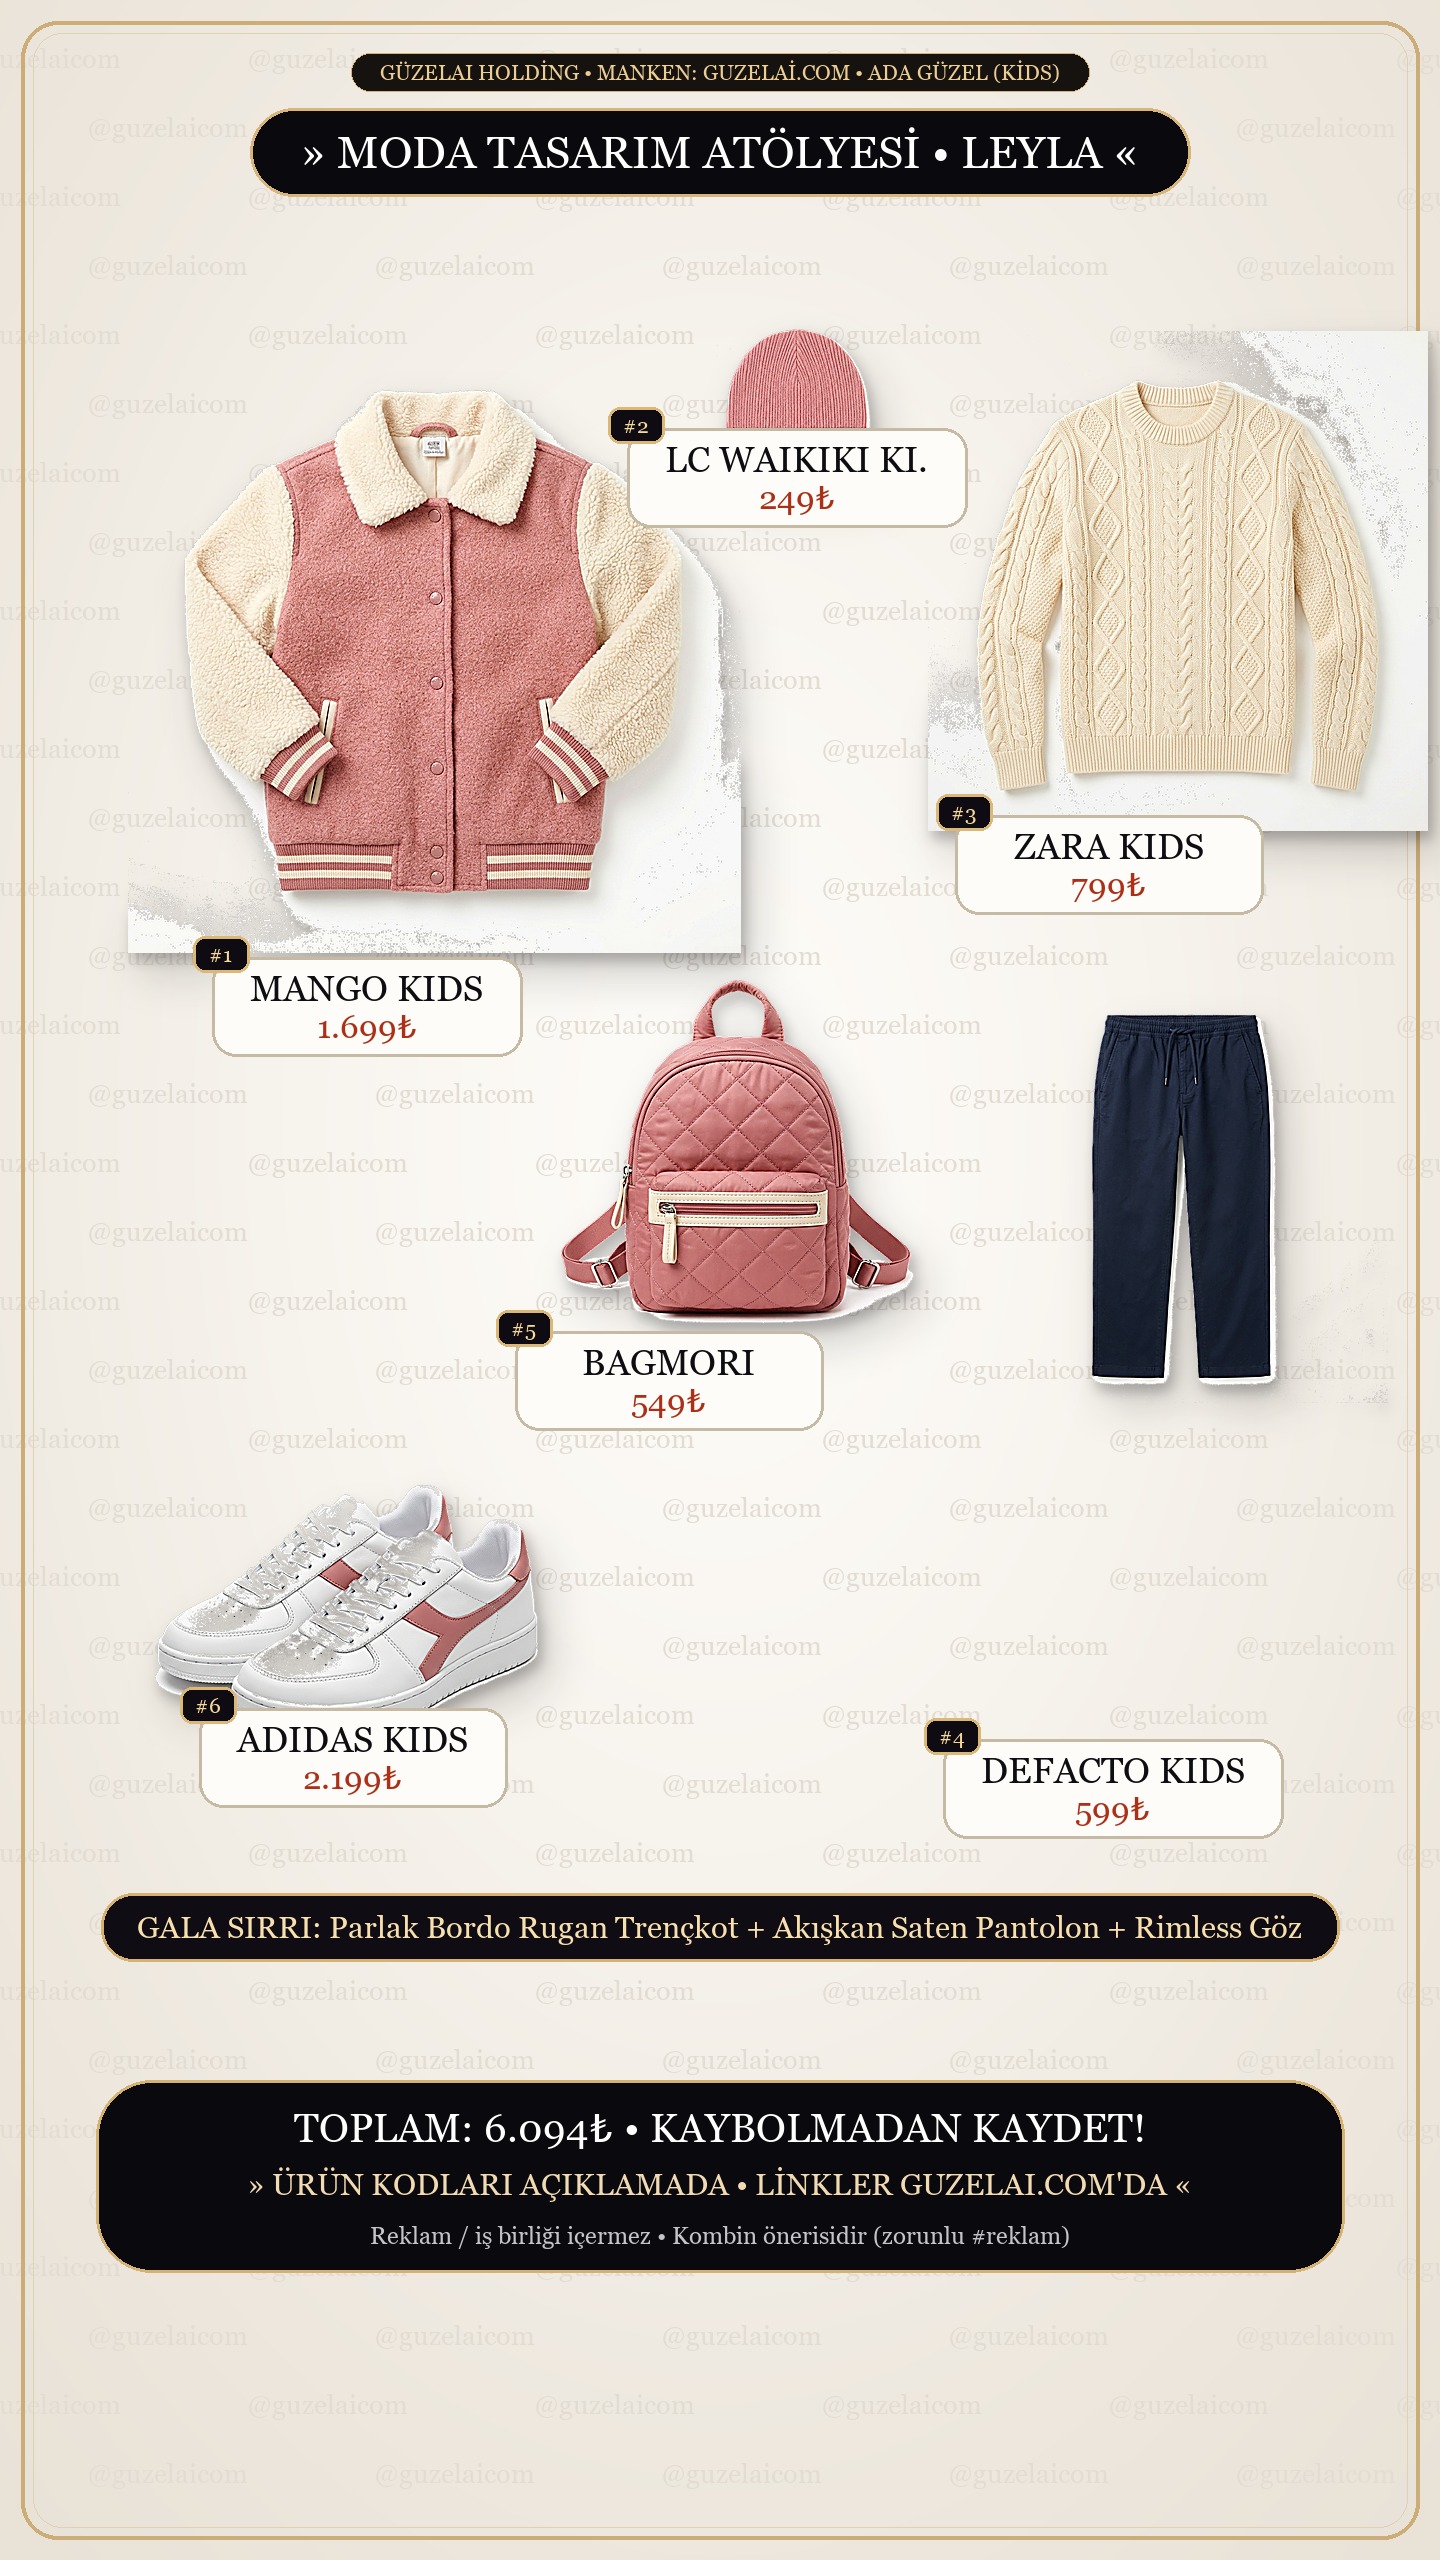 GÜZELAI HOLDİNG • MANKEN: GUZELAİ.COM • ADA GÜZEL (KİDS)
» MODA TASARIM ATÖLYESİ • LEYLA «
#2
LC WAIKIKI KI.
249₺
#3
ZARA KIDS
799₺
#1
MANGO KIDS
1.699₺
#5
BAGMORI
549₺
#6
ADIDAS KIDS
2.199₺
#4
DEFACTO KIDS
599₺
GALA SIRRI: Parlak Bordo Rugan Trençkot + Akışkan Saten Pantolon + Rimless Göz
TOPLAM: 6.094₺ • KAYBOLMADAN KAYDET!
» ÜRÜN KODLARI AÇIKLAMADA • LİNKLER GUZELAI.COM'DA «
Reklam / iş birliği içermez • Kombin önerisidir (zorunlu #reklam)
@guzelaicom